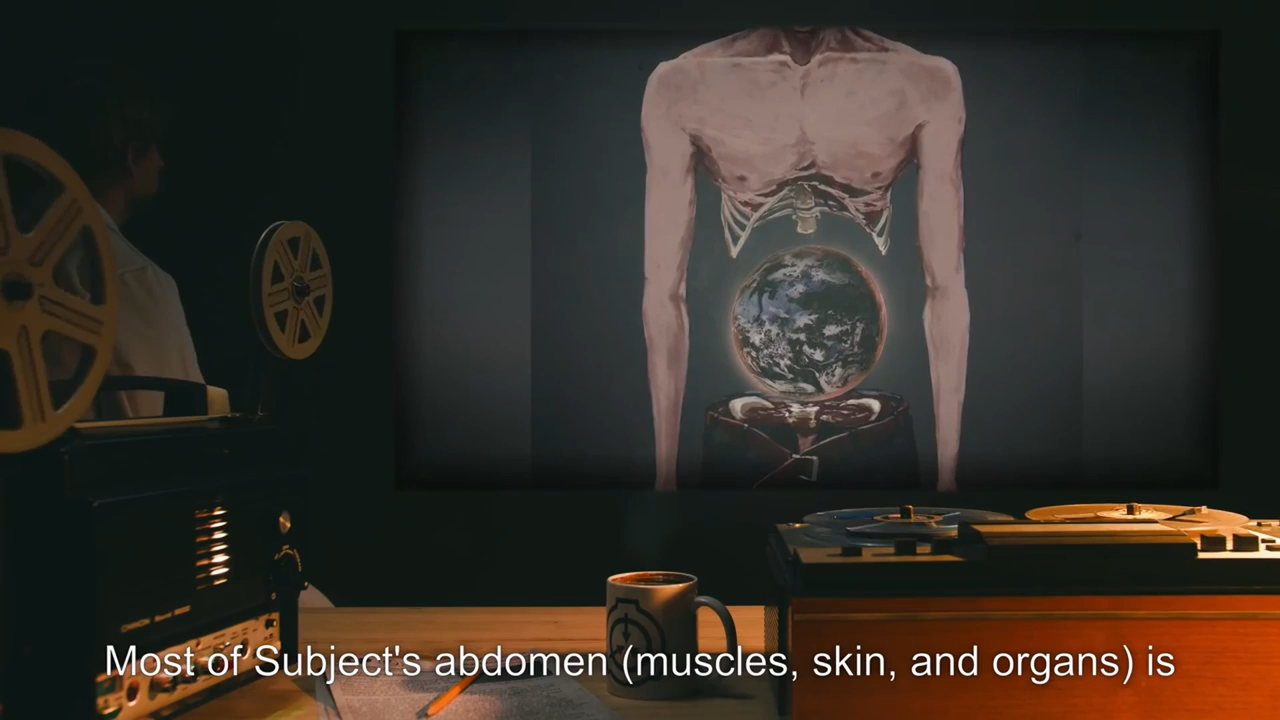 Most of Subject's abdomen (muscles, skin, and organs) is